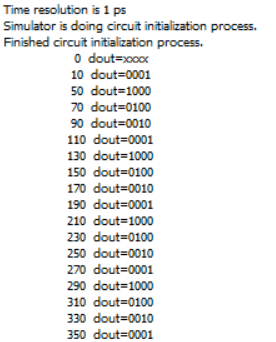 Time resolution is 1 ps
Simulator is doing circuit initialization process.
Finished circuit initialization process.
0 dout=xxxx
10 dout=0001
50 dout=1000
70 dout=0100
90 dout=0010
110 dout=0001
130 dout=1000
150 dout=0100
170 dout=0010
190 dout=0001
210 dout=1000
230 dout=0100
250 dout=0010
270 dout=0001
290 dout=1000
310 dout=0100
330 dout=0010
350 dout=0001